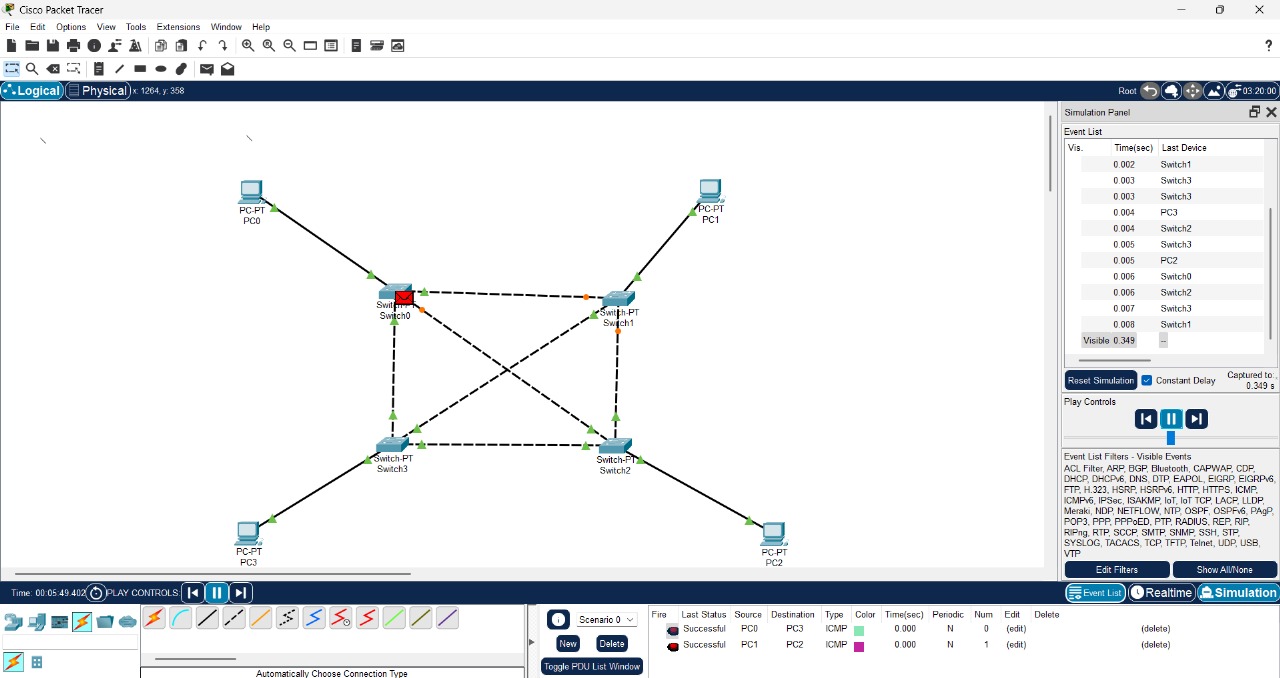 Cisco Packet Tracer
File Edit Options View Tools Extensions Window Help
?
Logical Physical x: 1264, y: 358 Root 03:20:00
PC-PT
PC0
PC-PT
PC1
Switch0
Switch-PT
Switch1
Switch-PT
Switch3
Switch-PT
Switch2
PC-PT
PC3
PC-PT
PC2
Simulation Panel
Event List
Vis. Time(sec) Last Device
0.002 Switch1
0.003 Switch3
0.003 Switch3
0.004 PC3
0.004 Switch2
0.005 Switch3
0.005 PC2
0.006 Switch0
0.006 Switch2
0.007 Switch3
0.008 Switch1
Visible 0.349 --
Reset Simulation Constant Delay Captured to:
0.349 s
Play Controls
Event List Filters - Visible Events
ACL Filter, ARP, BGP, Bluetooth, CAPWAP, CDP,
DHCP, DHCPv6, DNS, DTP, EAPOL, EIGRP, EIGRPv6,
FTP, H.323, HSRP, HSRPv6, HTTP, HTTPS, ICMP,
ICMPv6, IPSec, ISAKMP, IoT, IoT TCP, LACP, LLDP,
Meraki, NDP, NETFLOW, NTP, OSPF, OSPFv6, PAgP,
POP3, PPP, PPPoED, PTP, RADIUS, REP, RIP,
RIPng, RTP, SCCP, SMTP, SNMP, SSH, STP,
SYSLOG, TACACS, TCP, TFTP, Telnet, UDP, USB,
VTP
Edit Filters Show All/None
Time: 00:05:49.402 PLAY CONTROLS: Event List Realtime Simulation
Automatically Choose Connection Type
Scenario 0
New Delete
Toggle PDU List Window
Fire Last Status Source Destination Type Color Time(sec) Periodic Num Edit Delete
Successful PC0 PC3 ICMP 0.000 N 0 (edit) (delete)
Successful PC1 PC2 ICMP 0.000 N 1 (edit) (delete)